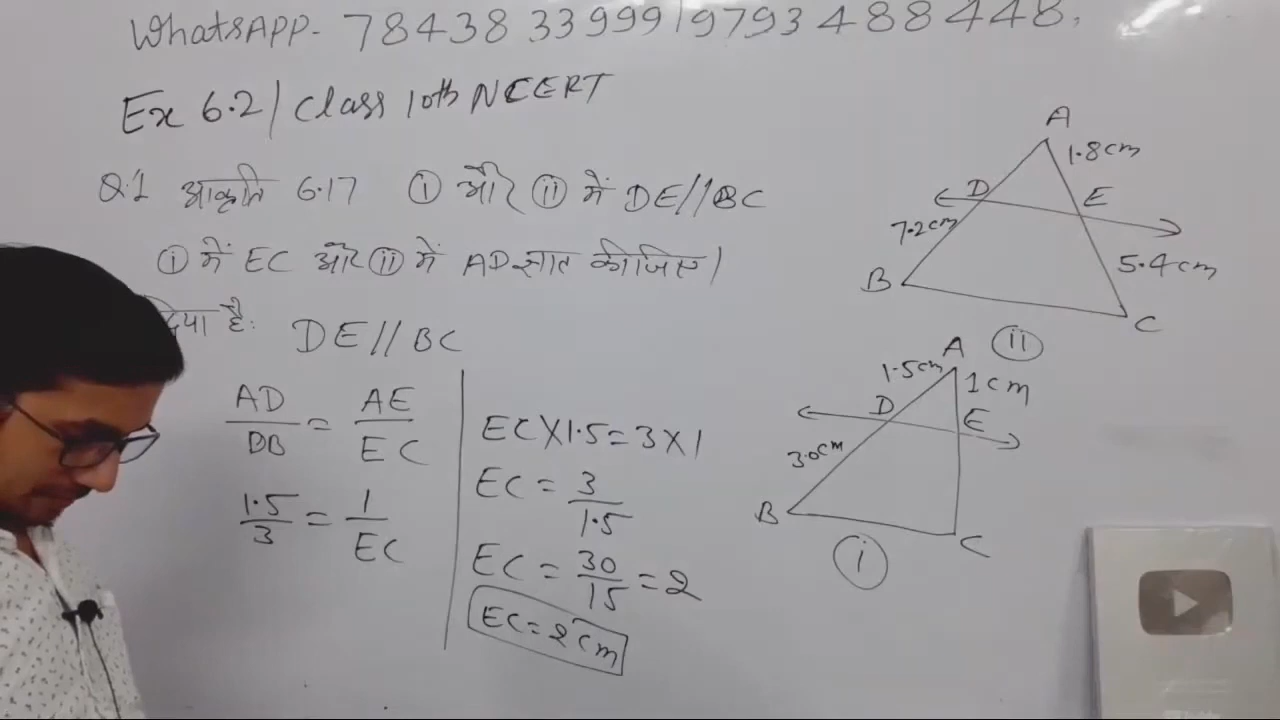 WhatsAPP- 7843833999/9793488448,
Ex 6.2/Class 10th NCERT
Q.1 आकृति 6.17 (i) और (ii) में DE//BC
(i) में EC और (ii) में AD ज्ञात कीजिए।
दिया है: DE//BC
AD/DB = AE/EC
1.5/3 = 1/EC
EC×1.5=3×1
EC = 3/1.5
EC = 30/15 = 2
EC=2cm
A
1.8cm
D
E
7.2cm
5.4cm
B
C
(ii)
A
1.5cm
1cm
D
E
3.0cm
B
C
(i)